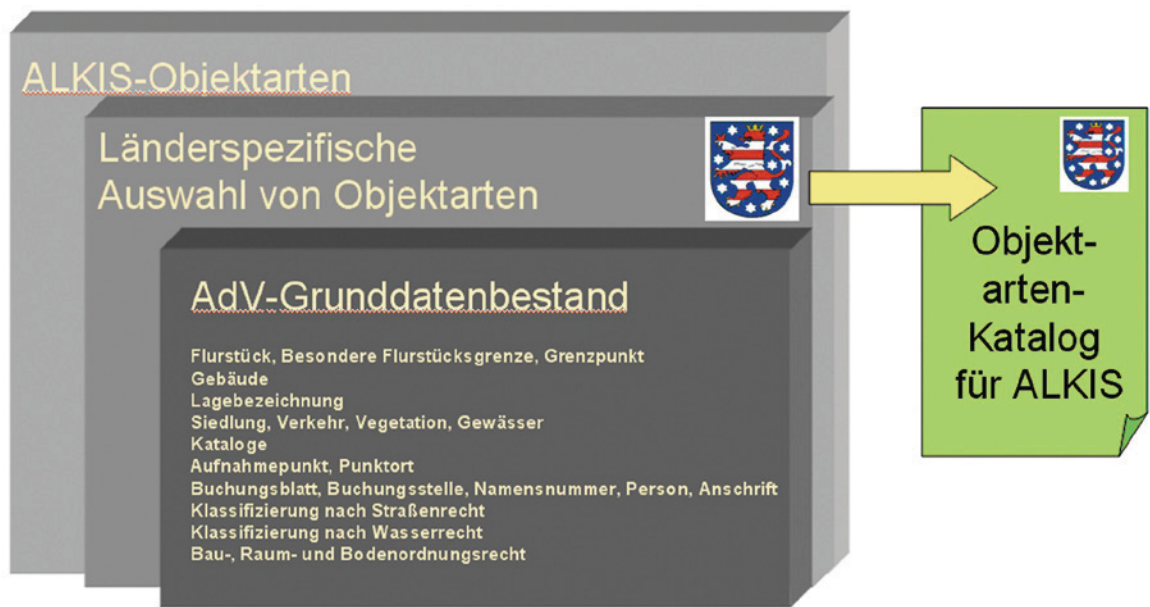 ALKIS-Objektarten
Länderspezifische
Auswahl von Objektarten
AdV-Grunddatenbestand
Flurstück, Besondere Flurstücksgrenze, Grenzpunkt
Gebäude
Lagebezeichnung
Siedlung, Verkehr, Vegetation, Gewässer
Kataloge
Aufnahmepunkt, Punktort
Buchungsblatt, Buchungsstelle, Namensnummer, Person, Anschrift
Klassifizierung nach Straßenrecht
Klassifizierung nach Wasserrecht
Bau-, Raum- und Bodenordnungsrecht
Objekt-
arten-
Katalog
für ALKIS